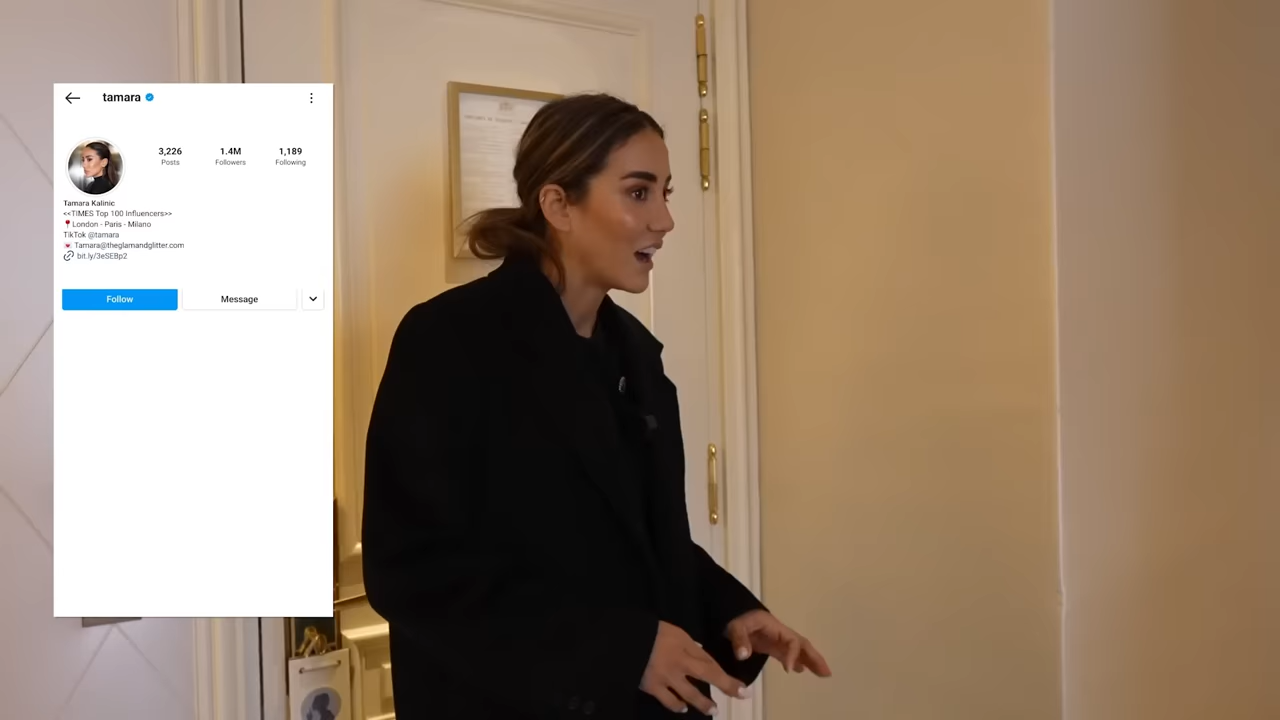 tamara
3,226
1.4M
1,189
Posts
Followers
Following
Tamara Kalinic
<<TiMES Top 100 Influencers>>
📍London - Paris - Milano
TikTok @tamara
💌 Tamara@theglamandglitter.com
bit.ly/3eSEBp2
Follow
Message